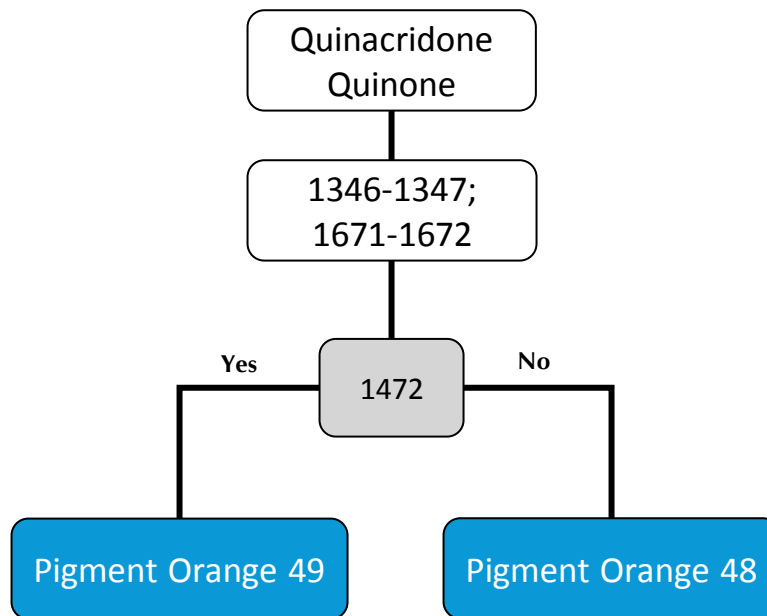 Quinacridone
Quinone
1346-1347;
1671-1672
Yes
No
1472
Pigment Orange 49
Pigment Orange 48